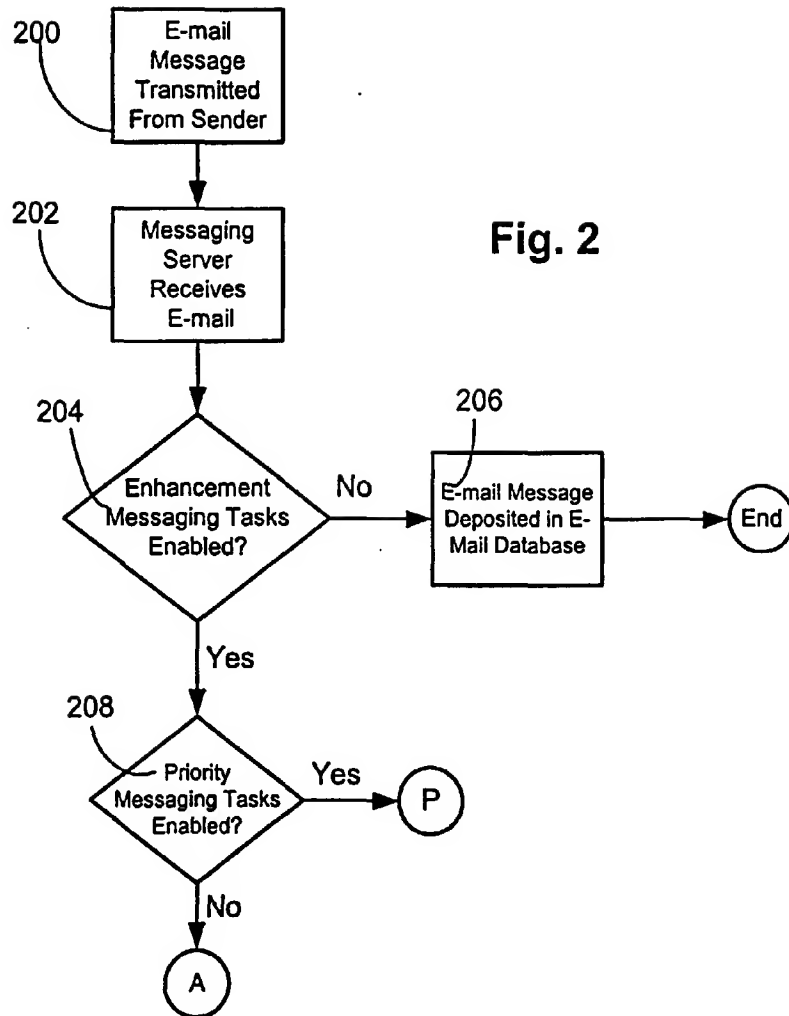 200
E-mail
Message
Transmitted
From Sender
202
Messaging
Server
Receives
E-mail
Fig. 2
204
Enhancement
Messaging Tasks
Enabled?
No
206
E-mail Message
Deposited in E-
Mail Database
End
Yes
208
Priority
Messaging Tasks
Enabled?
Yes
P
No
A